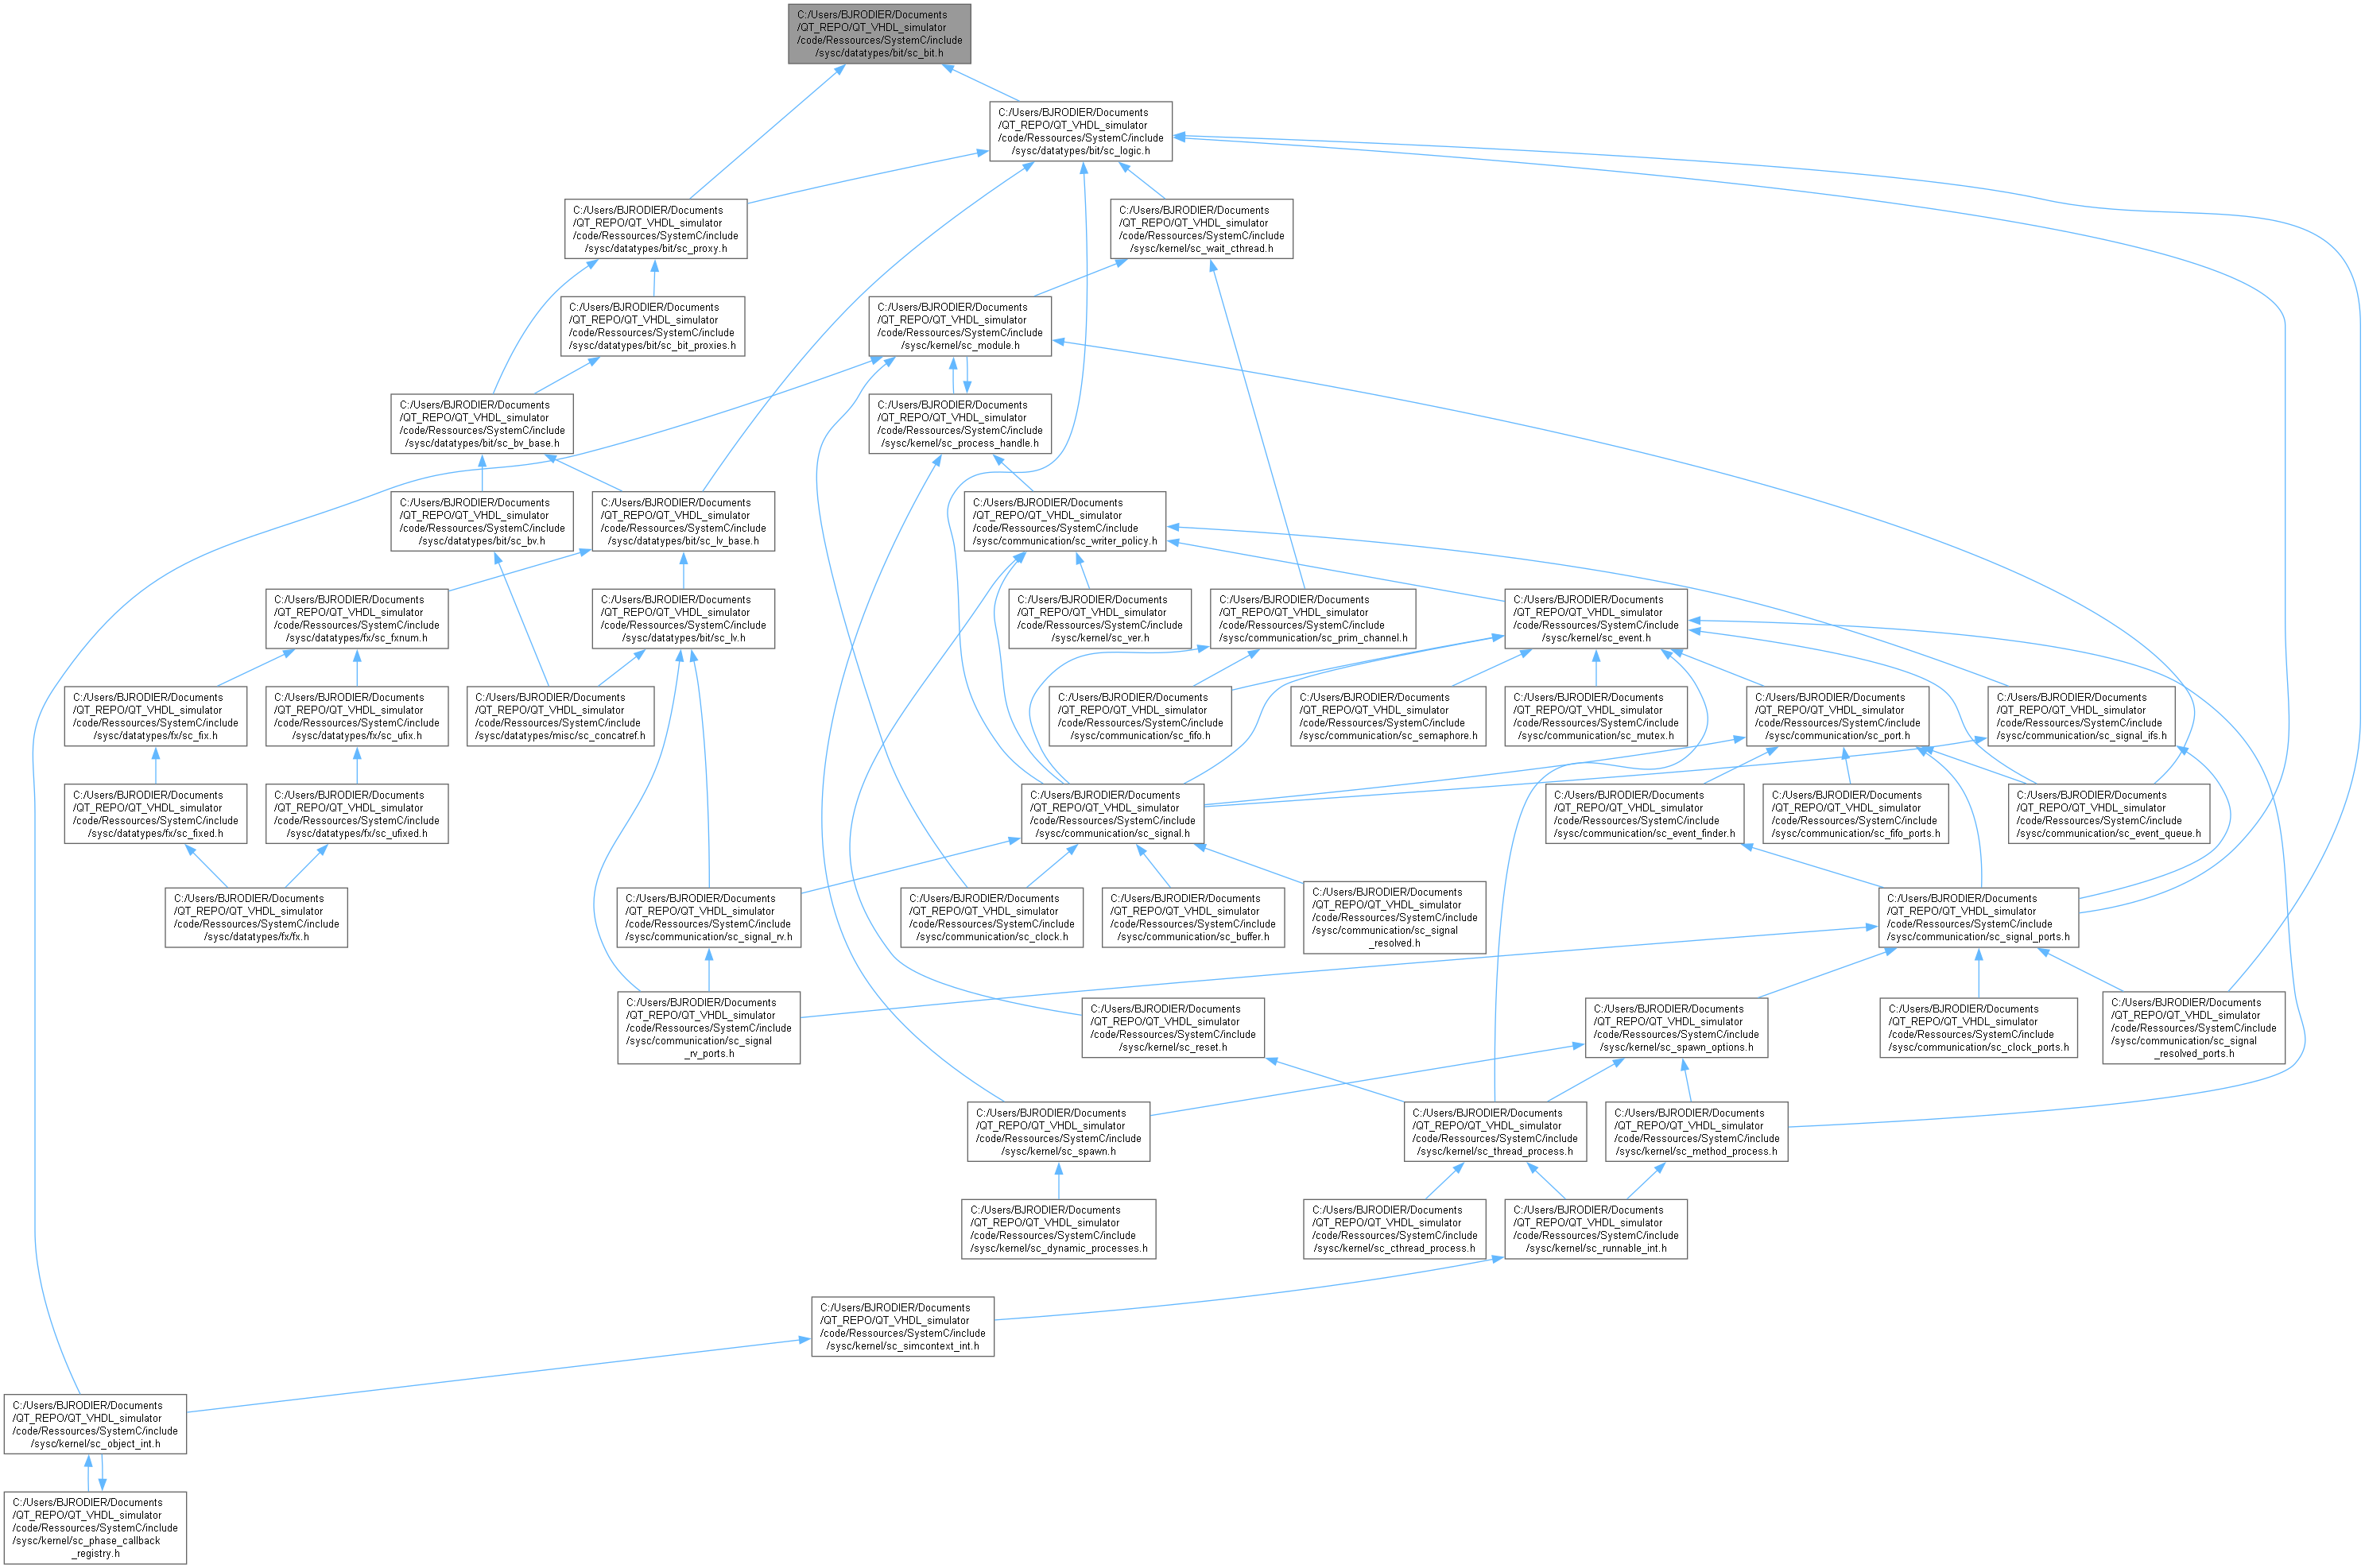 C:/Users/BJRODIER/Documents
/QT_REPO/QT_VHDL_simulator
/code/Ressources/SystemC/include
/sysc/datatypes/bit/sc_bit.h
C:/Users/BJRODIER/Documents
/QT_REPO/QT_VHDL_simulator
/code/Ressources/SystemC/include
/sysc/datatypes/bit/sc_logic.h
C:/Users/BJRODIER/Documents
/QT_REPO/QT_VHDL_simulator
/code/Ressources/SystemC/include
/sysc/datatypes/bit/sc_proxy.h
C:/Users/BJRODIER/Documents
/QT_REPO/QT_VHDL_simulator
/code/Ressources/SystemC/include
/sysc/kernel/sc_wait_cthread.h
C:/Users/BJRODIER/Documents
/QT_REPO/QT_VHDL_simulator
/code/Ressources/SystemC/include
/sysc/datatypes/bit/sc_bit_proxies.h
C:/Users/BJRODIER/Documents
/QT_REPO/QT_VHDL_simulator
/code/Ressources/SystemC/include
/sysc/kernel/sc_module.h
C:/Users/BJRODIER/Documents
/QT_REPO/QT_VHDL_simulator
/code/Ressources/SystemC/include
/sysc/datatypes/bit/sc_bv_base.h
C:/Users/BJRODIER/Documents
/QT_REPO/QT_VHDL_simulator
/code/Ressources/SystemC/include
/sysc/kernel/sc_process_handle.h
C:/Users/BJRODIER/Documents
/QT_REPO/QT_VHDL_simulator
/code/Ressources/SystemC/include
/sysc/datatypes/bit/sc_bv.h
C:/Users/BJRODIER/Documents
/QT_REPO/QT_VHDL_simulator
/code/Ressources/SystemC/include
/sysc/datatypes/bit/sc_lv_base.h
C:/Users/BJRODIER/Documents
/QT_REPO/QT_VHDL_simulator
/code/Ressources/SystemC/include
/sysc/communication/sc_writer_policy.h
C:/Users/BJRODIER/Documents
/QT_REPO/QT_VHDL_simulator
/code/Ressources/SystemC/include
/sysc/datatypes/fx/sc_fxnum.h
C:/Users/BJRODIER/Documents
/QT_REPO/QT_VHDL_simulator
/code/Ressources/SystemC/include
/sysc/datatypes/bit/sc_lv.h
C:/Users/BJRODIER/Documents
/QT_REPO/QT_VHDL_simulator
/code/Ressources/SystemC/include
/sysc/kernel/sc_ver.h
C:/Users/BJRODIER/Documents
/QT_REPO/QT_VHDL_simulator
/code/Ressources/SystemC/include
/sysc/communication/sc_prim_channel.h
C:/Users/BJRODIER/Documents
/QT_REPO/QT_VHDL_simulator
/code/Ressources/SystemC/include
/sysc/kernel/sc_event.h
C:/Users/BJRODIER/Documents
/QT_REPO/QT_VHDL_simulator
/code/Ressources/SystemC/include
/sysc/datatypes/fx/sc_fix.h
C:/Users/BJRODIER/Documents
/QT_REPO/QT_VHDL_simulator
/code/Ressources/SystemC/include
/sysc/datatypes/fx/sc_ufix.h
C:/Users/BJRODIER/Documents
/QT_REPO/QT_VHDL_simulator
/code/Ressources/SystemC/include
/sysc/datatypes/misc/sc_concatref.h
C:/Users/BJRODIER/Documents
/QT_REPO/QT_VHDL_simulator
/code/Ressources/SystemC/include
/sysc/communication/sc_fifo.h
C:/Users/BJRODIER/Documents
/QT_REPO/QT_VHDL_simulator
/code/Ressources/SystemC/include
/sysc/communication/sc_semaphore.h
C:/Users/BJRODIER/Documents
/QT_REPO/QT_VHDL_simulator
/code/Ressources/SystemC/include
/sysc/communication/sc_mutex.h
C:/Users/BJRODIER/Documents
/QT_REPO/QT_VHDL_simulator
/code/Ressources/SystemC/include
/sysc/communication/sc_port.h
C:/Users/BJRODIER/Documents
/QT_REPO/QT_VHDL_simulator
/code/Ressources/SystemC/include
/sysc/communication/sc_signal_ifs.h
C:/Users/BJRODIER/Documents
/QT_REPO/QT_VHDL_simulator
/code/Ressources/SystemC/include
/sysc/datatypes/fx/sc_fixed.h
C:/Users/BJRODIER/Documents
/QT_REPO/QT_VHDL_simulator
/code/Ressources/SystemC/include
/sysc/datatypes/fx/sc_ufixed.h
C:/Users/BJRODIER/Documents
/QT_REPO/QT_VHDL_simulator
/code/Ressources/SystemC/include
/sysc/communication/sc_signal.h
C:/Users/BJRODIER/Documents
/QT_REPO/QT_VHDL_simulator
/code/Ressources/SystemC/include
/sysc/communication/sc_event_finder.h
C:/Users/BJRODIER/Documents
/QT_REPO/QT_VHDL_simulator
/code/Ressources/SystemC/include
/sysc/communication/sc_fifo_ports.h
C:/Users/BJRODIER/Documents
/QT_REPO/QT_VHDL_simulator
/code/Ressources/SystemC/include
/sysc/communication/sc_event_queue.h
C:/Users/BJRODIER/Documents
/QT_REPO/QT_VHDL_simulator
/code/Ressources/SystemC/include
/sysc/datatypes/fx/fx.h
C:/Users/BJRODIER/Documents
/QT_REPO/QT_VHDL_simulator
/code/Ressources/SystemC/include
/sysc/communication/sc_signal_rv.h
C:/Users/BJRODIER/Documents
/QT_REPO/QT_VHDL_simulator
/code/Ressources/SystemC/include
/sysc/communication/sc_clock.h
C:/Users/BJRODIER/Documents
/QT_REPO/QT_VHDL_simulator
/code/Ressources/SystemC/include
/sysc/communication/sc_buffer.h
C:/Users/BJRODIER/Documents
/QT_REPO/QT_VHDL_simulator
/code/Ressources/SystemC/include
/sysc/communication/sc_signal
_resolved.h
C:/Users/BJRODIER/Documents
/QT_REPO/QT_VHDL_simulator
/code/Ressources/SystemC/include
/sysc/communication/sc_signal_ports.h
C:/Users/BJRODIER/Documents
/QT_REPO/QT_VHDL_simulator
/code/Ressources/SystemC/include
/sysc/communication/sc_signal
_rv_ports.h
C:/Users/BJRODIER/Documents
/QT_REPO/QT_VHDL_simulator
/code/Ressources/SystemC/include
/sysc/kernel/sc_reset.h
C:/Users/BJRODIER/Documents
/QT_REPO/QT_VHDL_simulator
/code/Ressources/SystemC/include
/sysc/kernel/sc_spawn_options.h
C:/Users/BJRODIER/Documents
/QT_REPO/QT_VHDL_simulator
/code/Ressources/SystemC/include
/sysc/communication/sc_clock_ports.h
C:/Users/BJRODIER/Documents
/QT_REPO/QT_VHDL_simulator
/code/Ressources/SystemC/include
/sysc/communication/sc_signal
_resolved_ports.h
C:/Users/BJRODIER/Documents
/QT_REPO/QT_VHDL_simulator
/code/Ressources/SystemC/include
/sysc/kernel/sc_spawn.h
C:/Users/BJRODIER/Documents
/QT_REPO/QT_VHDL_simulator
/code/Ressources/SystemC/include
/sysc/kernel/sc_thread_process.h
C:/Users/BJRODIER/Documents
/QT_REPO/QT_VHDL_simulator
/code/Ressources/SystemC/include
/sysc/kernel/sc_method_process.h
C:/Users/BJRODIER/Documents
/QT_REPO/QT_VHDL_simulator
/code/Ressources/SystemC/include
/sysc/kernel/sc_dynamic_processes.h
C:/Users/BJRODIER/Documents
/QT_REPO/QT_VHDL_simulator
/code/Ressources/SystemC/include
/sysc/kernel/sc_cthread_process.h
C:/Users/BJRODIER/Documents
/QT_REPO/QT_VHDL_simulator
/code/Ressources/SystemC/include
/sysc/kernel/sc_runnable_int.h
C:/Users/BJRODIER/Documents
/QT_REPO/QT_VHDL_simulator
/code/Ressources/SystemC/include
/sysc/kernel/sc_simcontext_int.h
C:/Users/BJRODIER/Documents
/QT_REPO/QT_VHDL_simulator
/code/Ressources/SystemC/include
/sysc/kernel/sc_object_int.h
C:/Users/BJRODIER/Documents
/QT_REPO/QT_VHDL_simulator
/code/Ressources/SystemC/include
/sysc/kernel/sc_phase_callback
_registry.h